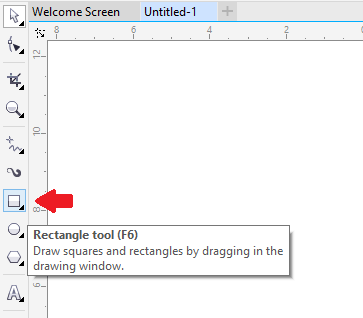 Welcome Screen Untitled-1
8 6 4 2 0
12
10
8
Rectangle tool (F6)
Draw squares and rectangles by dragging in the
drawing window.
6